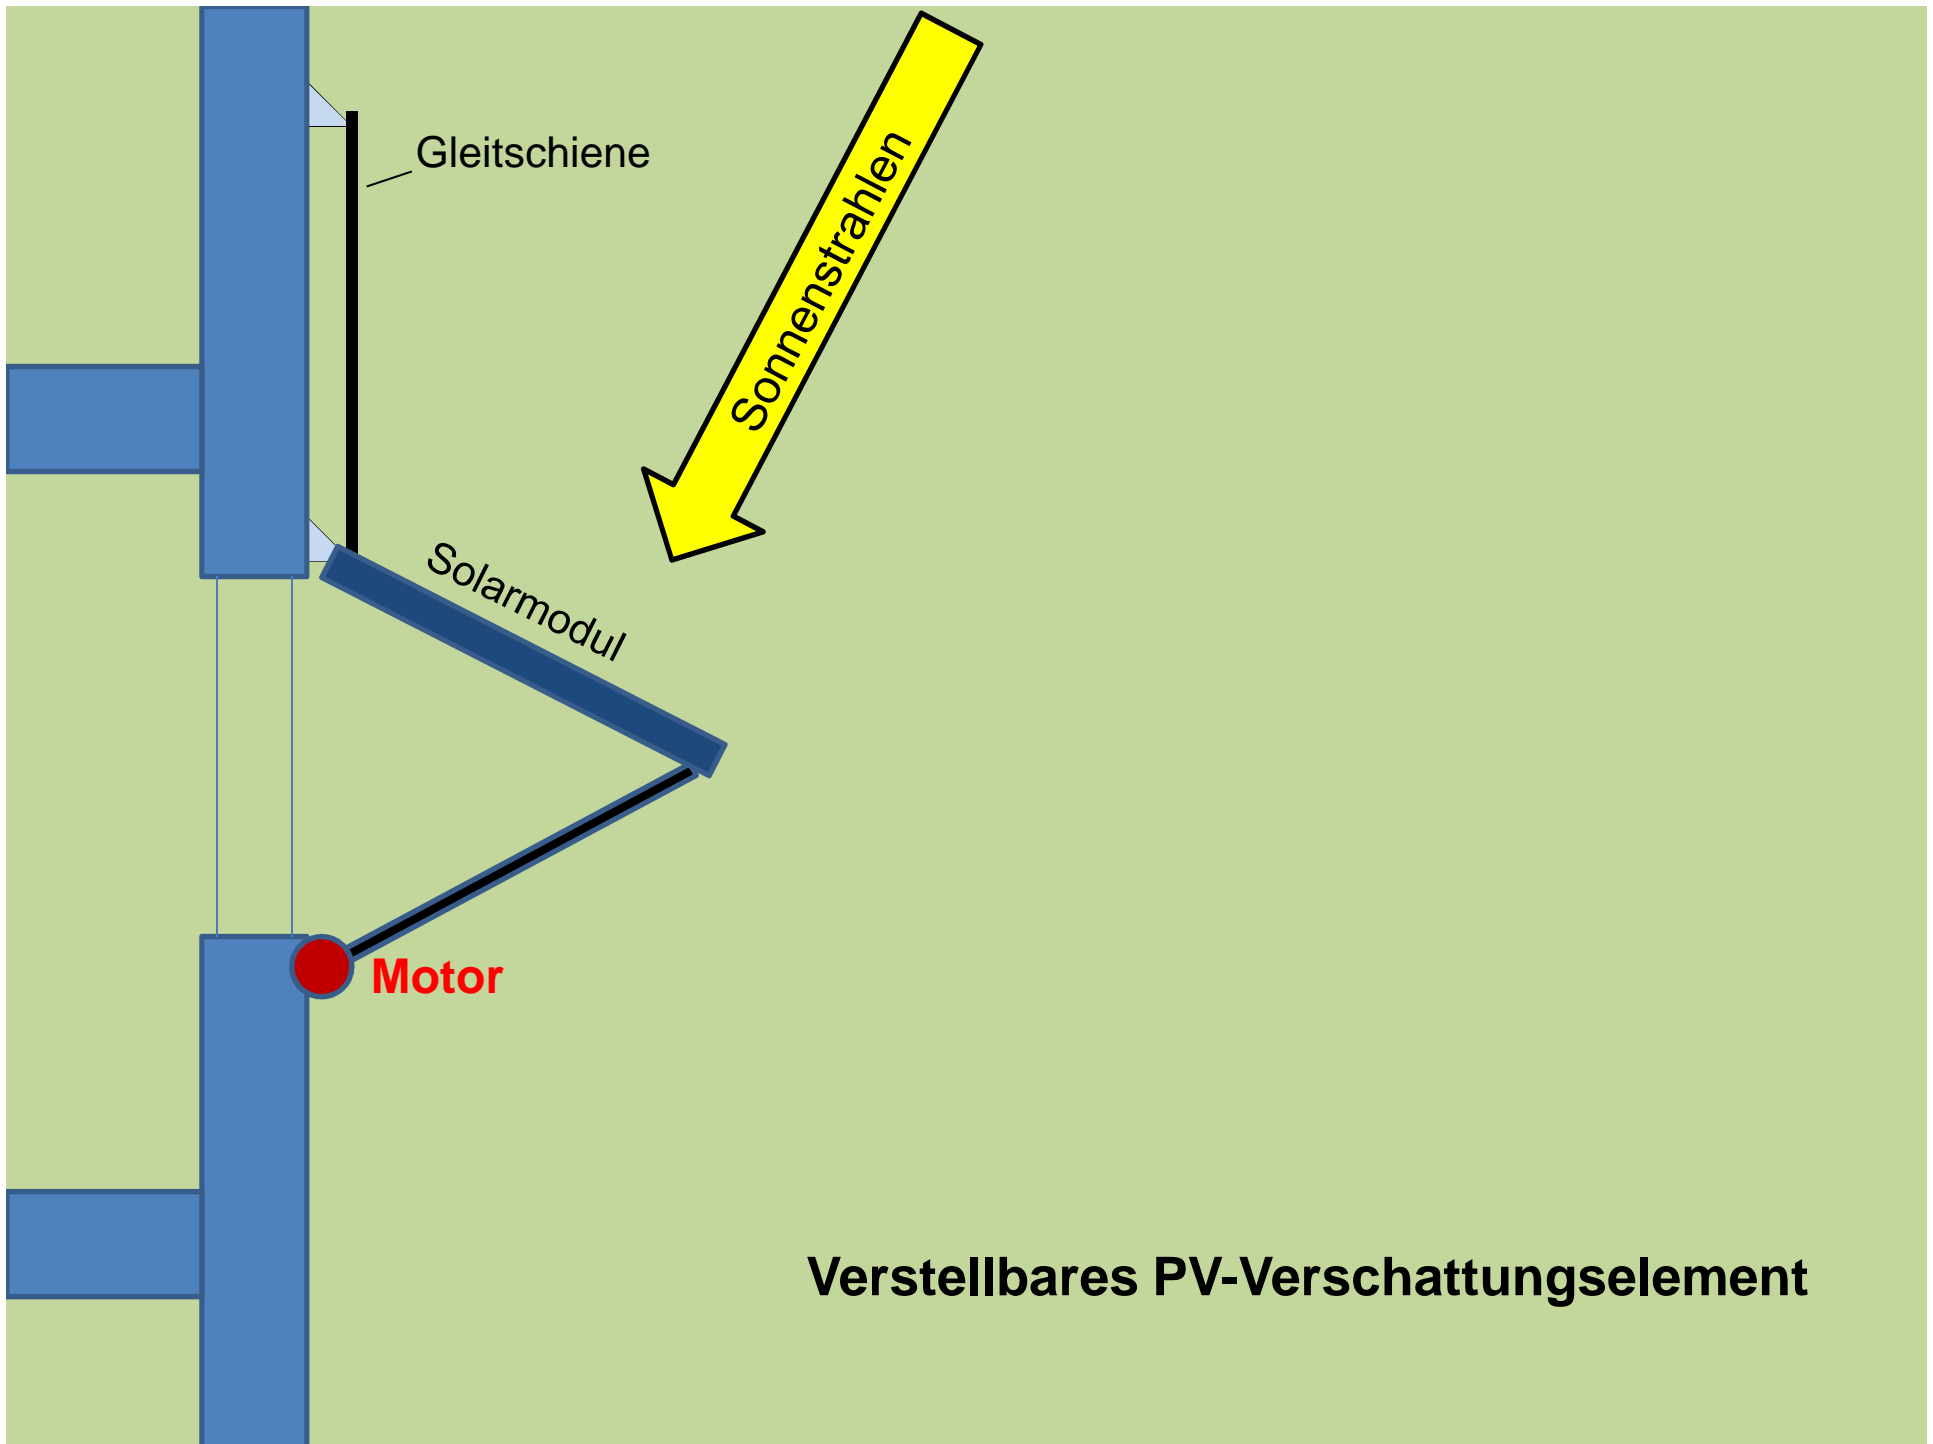 Gleitschiene
Sonnenstrahlen
Solarmodul
Motor
Verstellbares PV-Verschattungselement